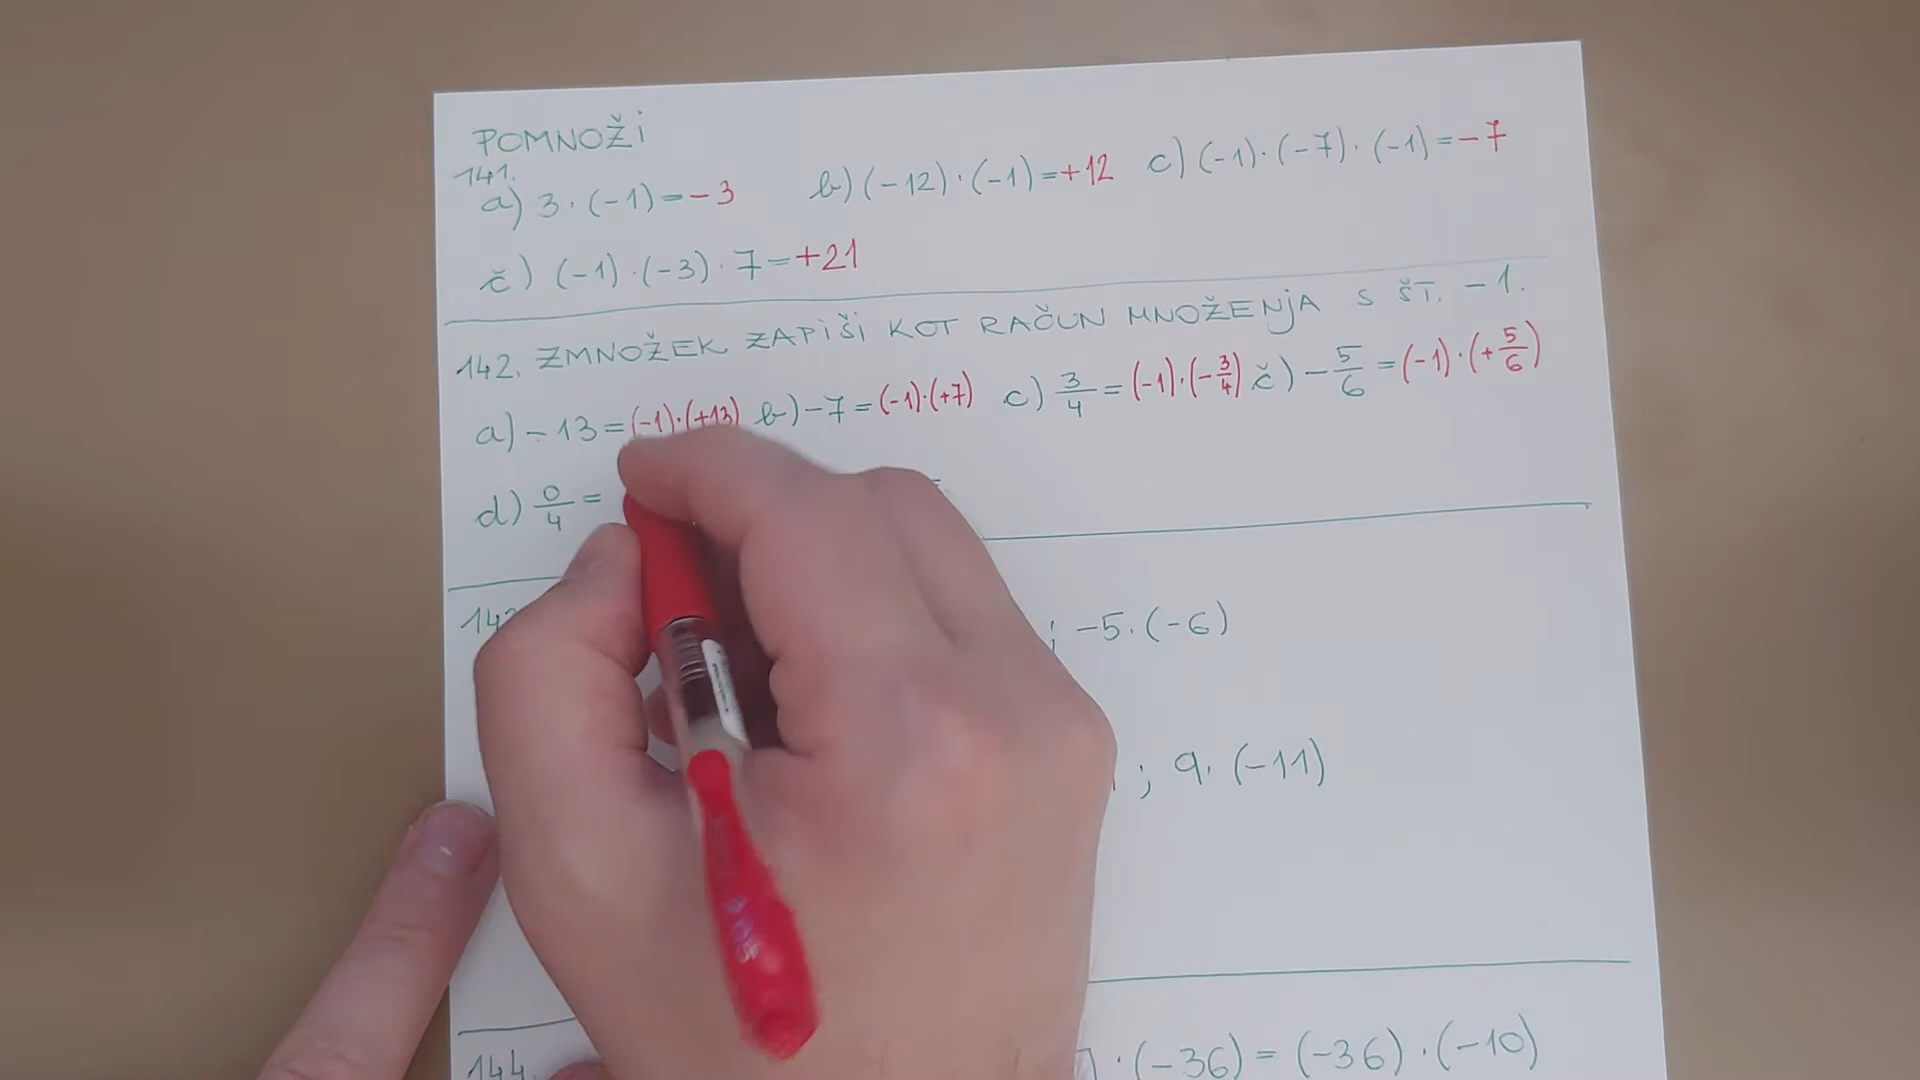 POMNOŽi
141.
a) 3 · (-1) = -3 b) (-12) · (-1) = +12 c) (-1) · (-7) · (-1) = -7
č) (-1) · (-3) · 7 = +21
142. ZMNOŽEK ZAPiŠi KOT RAČUN MNOŽENjA S ŠT. -1.
a) -13 = (-1)·(+13) b) -7 = (-1)·(+7) c) 3/4 = (-1)·(-3/4) č) -5/6 = (-1)·(+5/6)
d) 0/4 =
; -5·(-6)
; 9·(-11)
144. ·(-36) = (-36)·(-10)